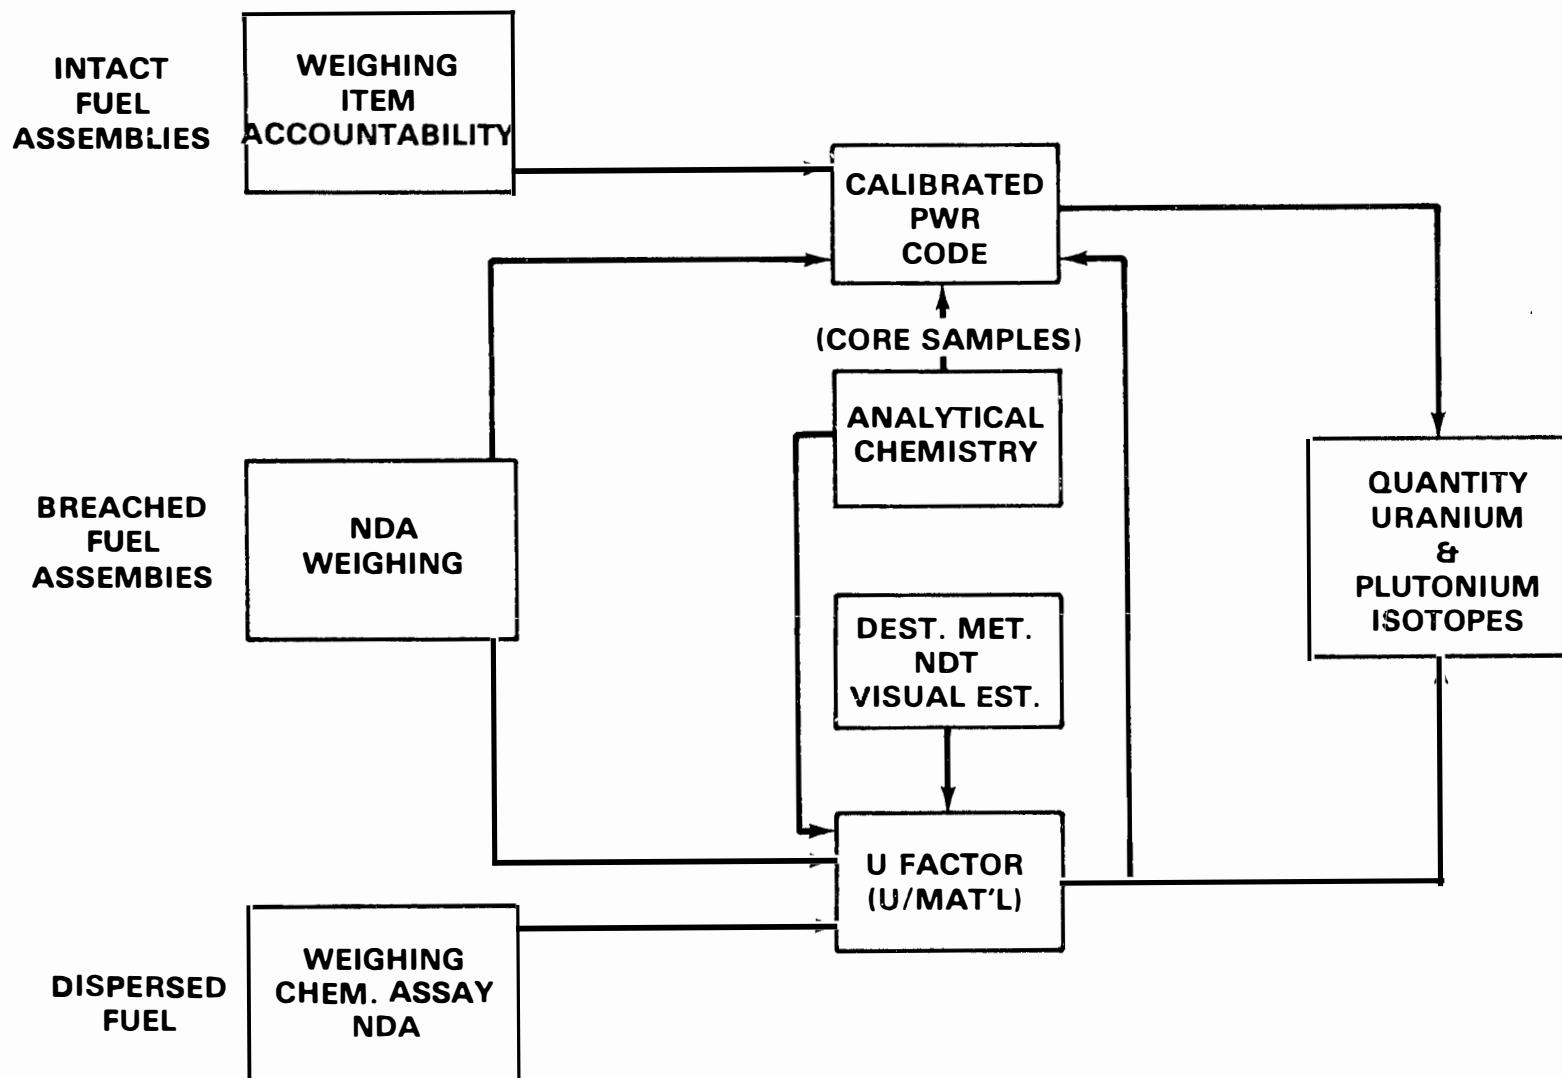 INTACT
FUEL
ASSEMBLIES
WEIGHING
ITEM
ACCOUNTABILITY
CALIBRATED
PWR
CODE
(CORE SAMPLES)
ANALYTICAL
CHEMISTRY
BREACHED
FUEL
ASSEMBIES
NDA
WEIGHING
QUANTITY
URANIUM
&
PLUTONIUM
ISOTOPES
DEST. MET.
NDT
VISUAL EST.
U FACTOR
(U/MAT'L)
DISPERSED
FUEL
WEIGHING
CHEM. ASSAY
NDA